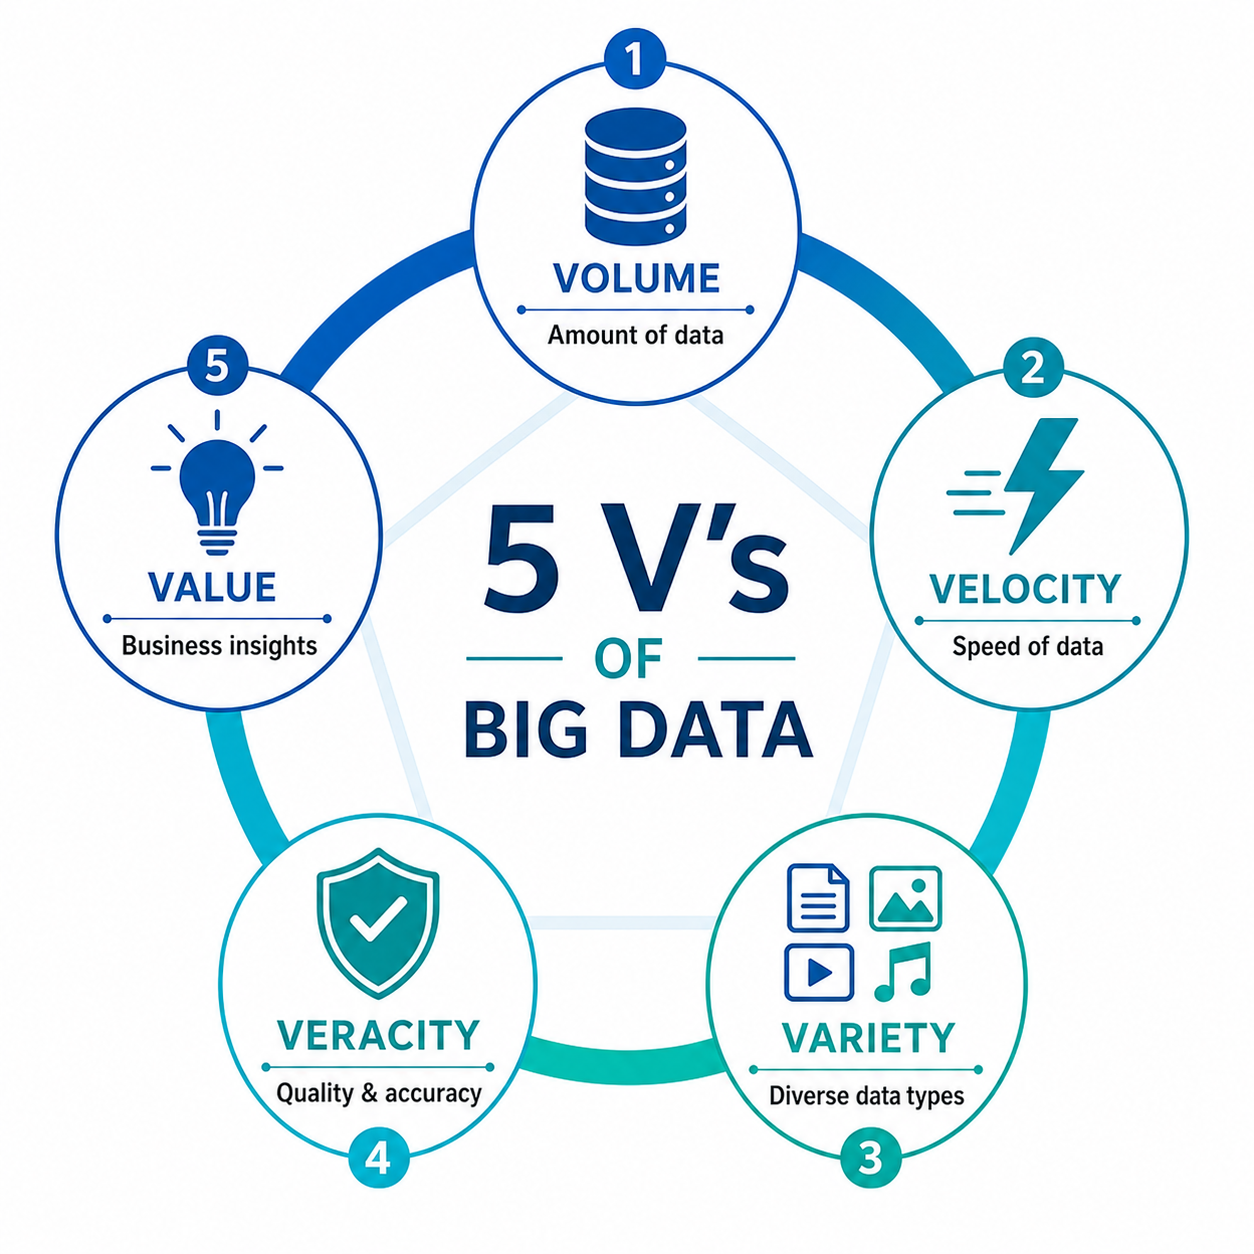 1
VOLUME
Amount of data
2
VELOCITY
Speed of data
3
VARIETY
Diverse data types
4
VERACITY
Quality & accuracy
5
VALUE
Business insights
5 V’s
OF
BIG DATA